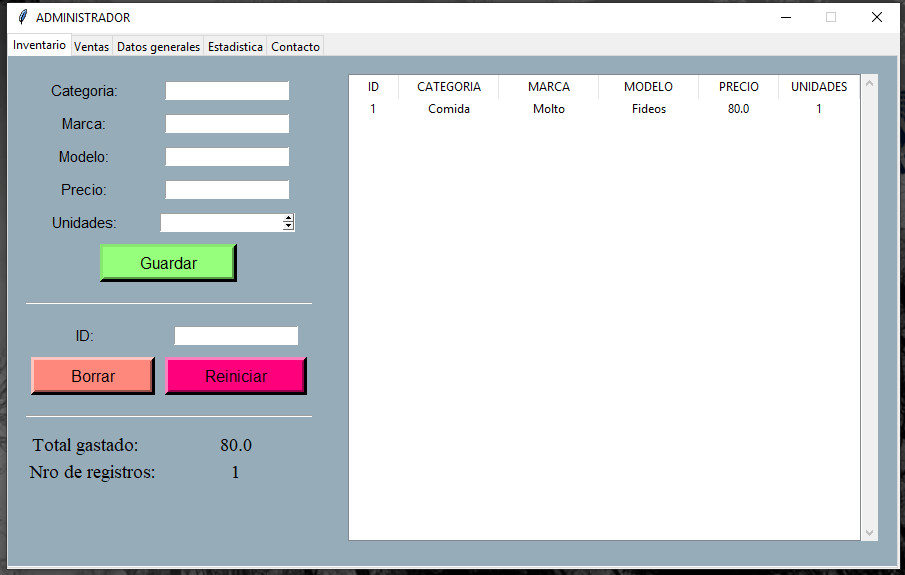 ADMINISTRADOR
Inventario Ventas Datos generales Estadistica Contacto
Categoria:
Marca:
Modelo:
Precio:
Unidades:
Guardar
ID:
Borrar Reiniciar
Total gastado: 80.0
Nro de registros: 1
ID CATEGORIA MARCA MODELO PRECIO UNIDADES
1 Comida Molto Fideos 80.0 1